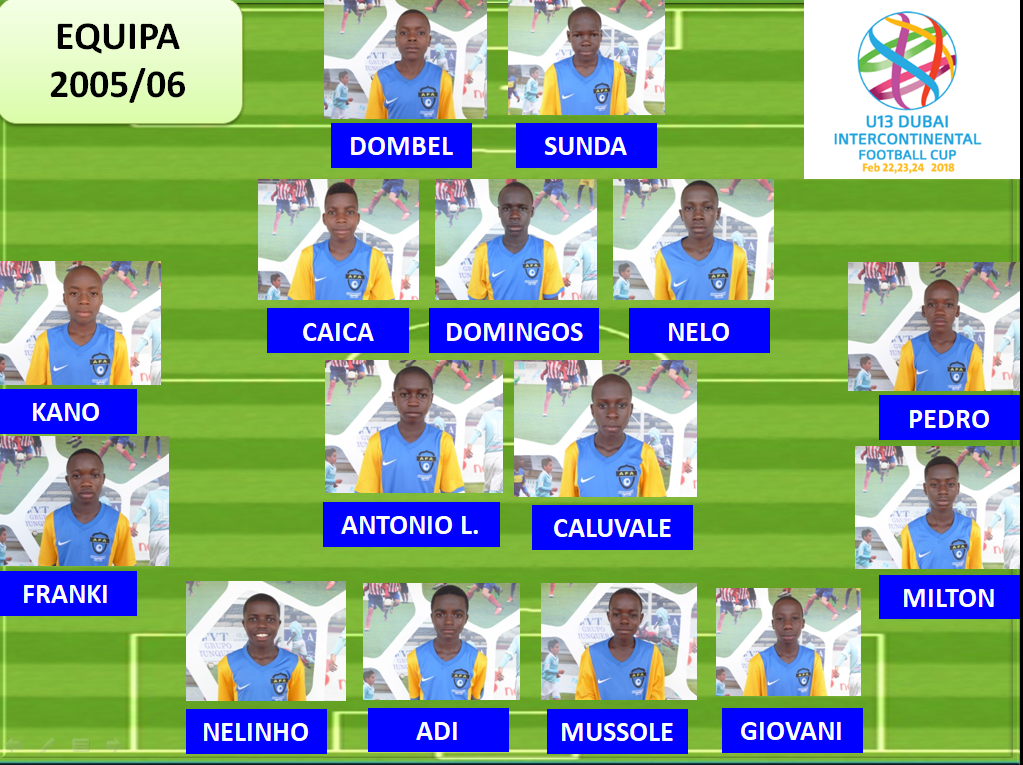 EQUIPA
2005/06
U13 DUBAI
INTERCONTINENTAL
FOOTBALL CUP
Feb 22,23,24 2018
DOMBEL
SUNDA
CAICA
DOMINGOS
NELO
KANO
PEDRO
ANTONIO L.
CALUVALE
FRANKI
MILTON
NELINHO
ADI
MUSSOLE
GIOVANI